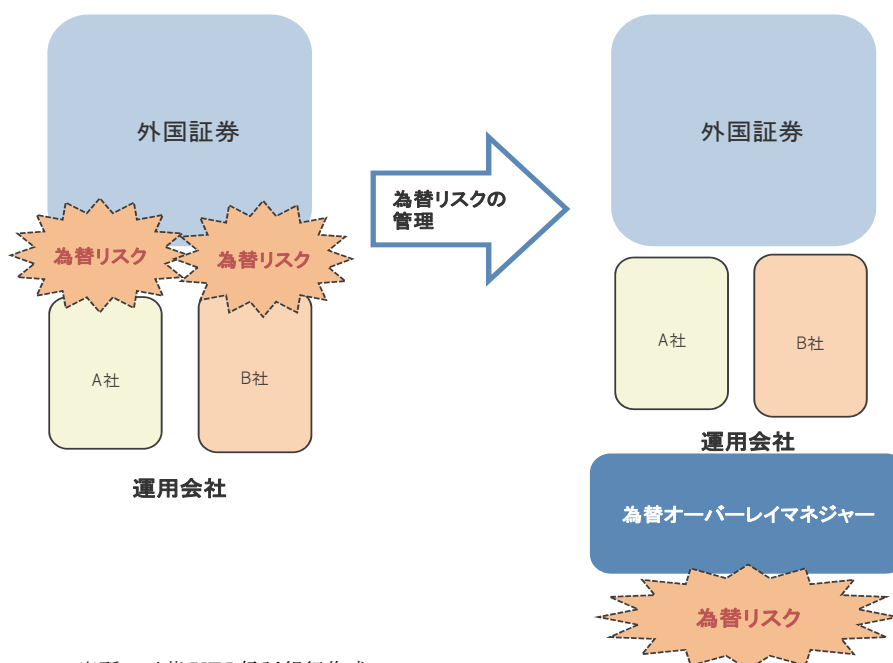 外国証券
為替リスク
為替リスク
A社
B社
運用会社
為替リスクの
管理
外国証券
A社
B社
運用会社
為替オーバーレイマネジャー
為替リスク